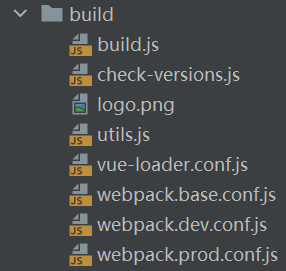 build
build.js
check-versions.js
logo.png
utils.js
vue-loader.conf.js
webpack.base.conf.js
webpack.dev.conf.js
webpack.prod.conf.js